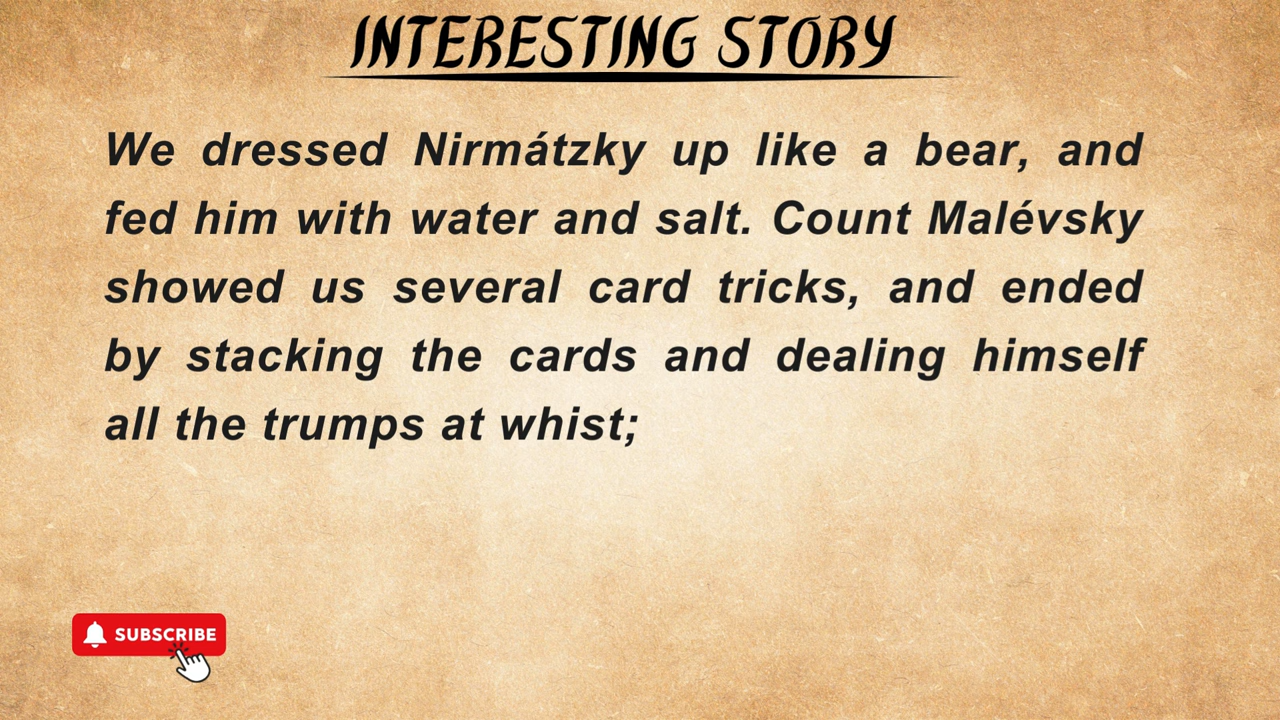 INTERESTING STORY
We dressed Nirmátzky up like a bear, and
fed him with water and salt. Count Malévsky
showed us several card tricks, and ended
by stacking the cards and dealing himself
all the trumps at whist;
SUBSCRIBE